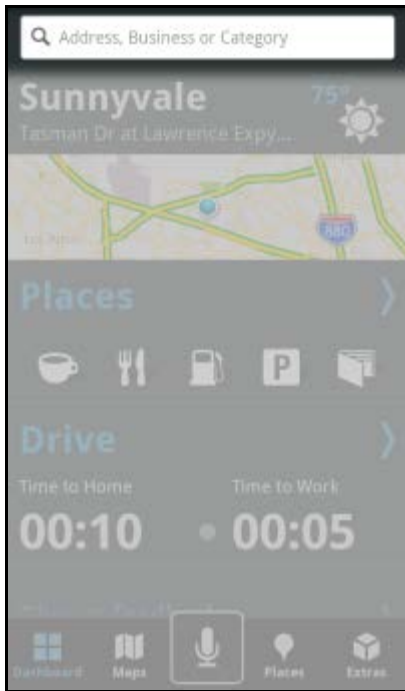 Address, Business or Category
Sunnyvale
75°
Tasman Dr at Lawrence Expy...
880
Places
P
Drive
Time to Home
Time to Work
00:10
00:05
Dashboard
Maps
Places
Extras